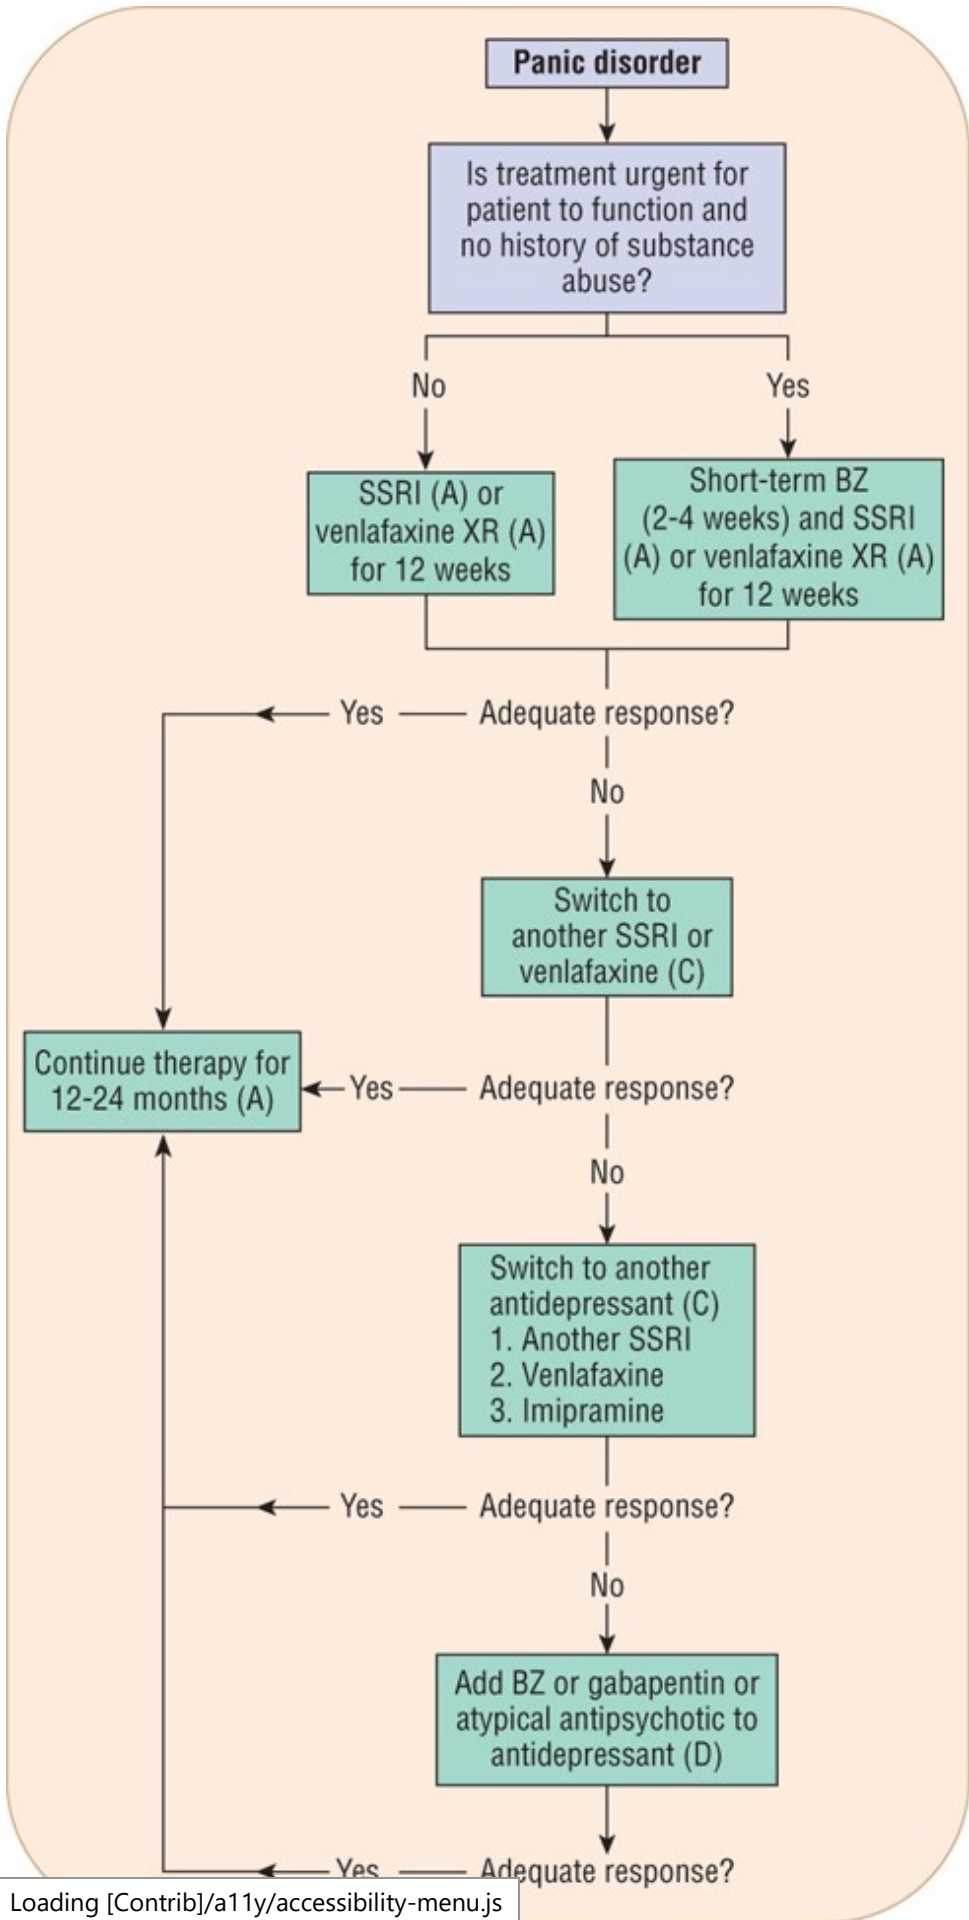 Panic disorder
Is treatment urgent for
patient to function and
no history of substance
abuse?
No
Yes
SSRI (A) or
venlafaxine XR (A)
for 12 weeks
Short-term BZ
(2-4 weeks) and SSRI
(A) or venlafaxine XR (A)
for 12 weeks
Yes
Adequate response?
No
Switch to
another SSRI or
venlafaxine (C)
Continue therapy for
12-24 months (A)
Yes
Adequate response?
No
Switch to another
antidepressant (C)
1. Another SSRI
2. Venlafaxine
3. Imipramine
Yes
Adequate response?
No
Add BZ or gabapentin or
atypical antipsychotic to
antidepressant (D)
Yes
Adequate response?
Loading [Contrib]/a11y/accessibility-menu.js